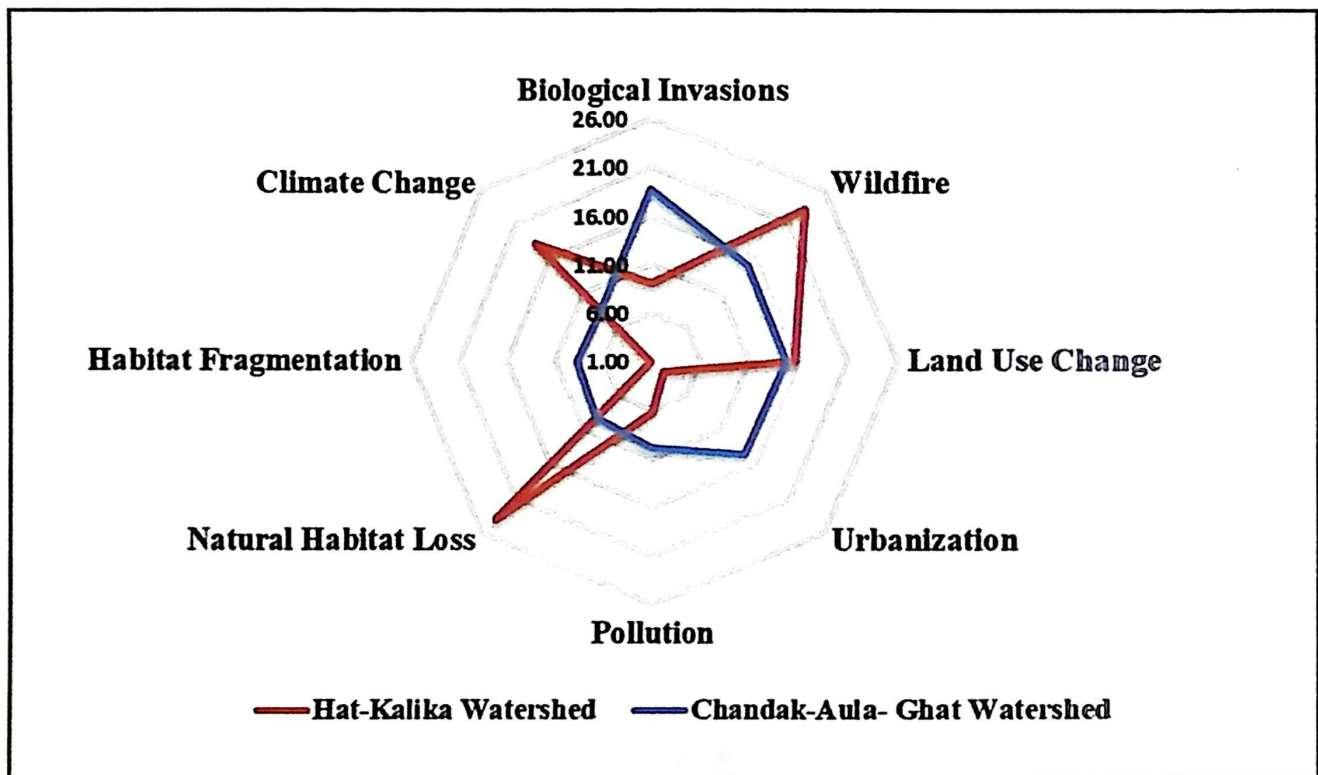 Biological Invasions
26.00
21.00
Climate Change
Wildfire
16.00
11.00
6.00
Habitat Fragmentation
1.00
Land Use Change
Natural Habitat Loss
Urbanization
Pollution
Hat-Kalika Watershed
Chandak-Aula- Ghat Watershed